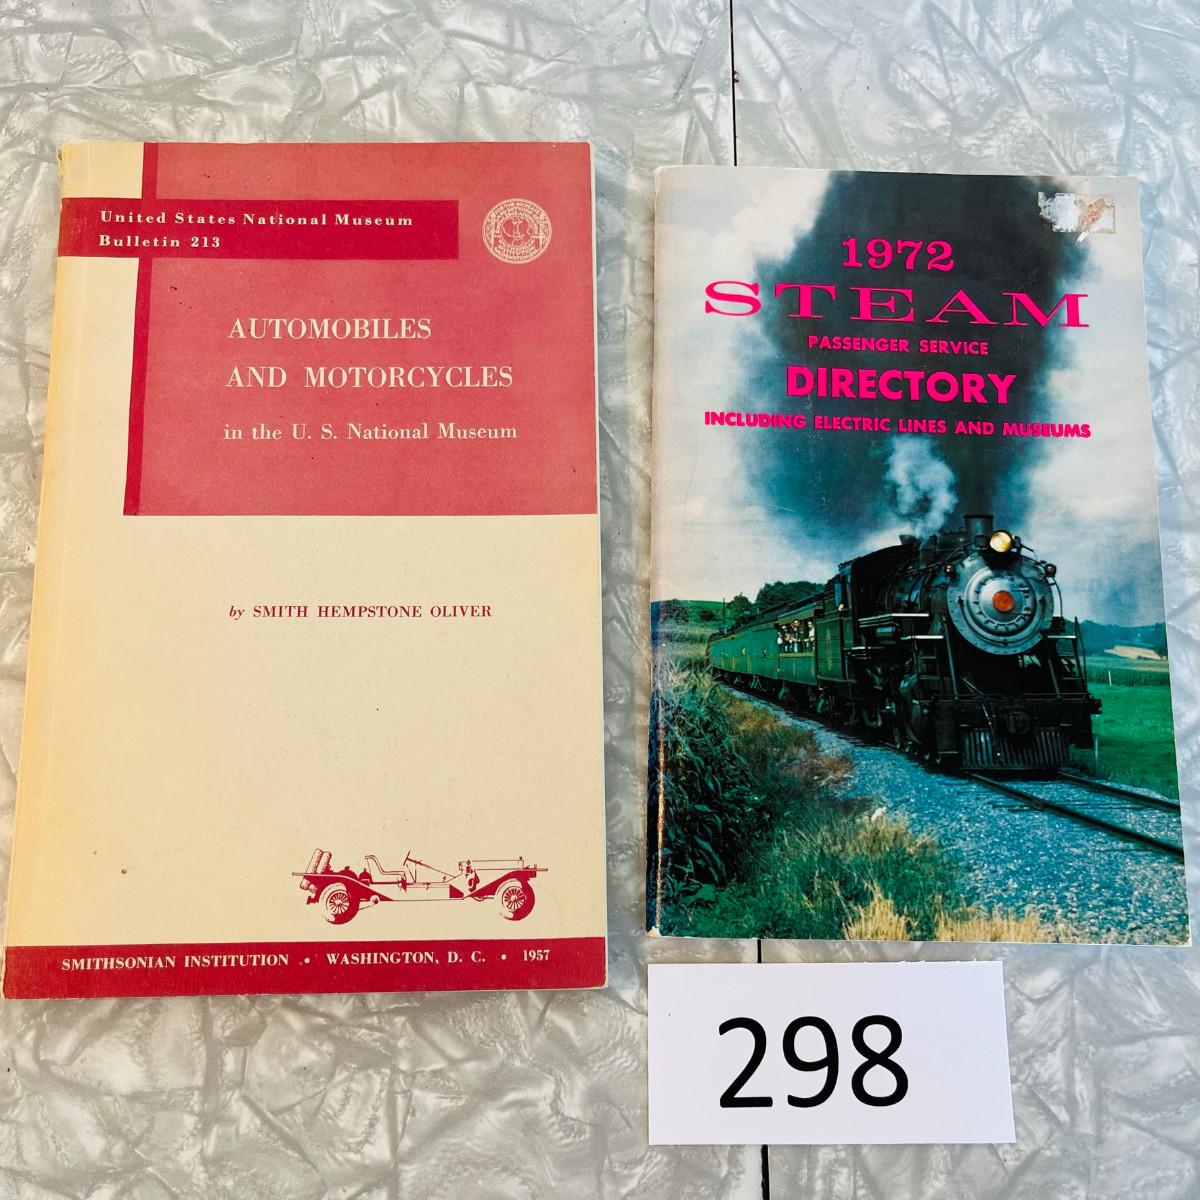 United States National Museum
Bulletin 213
AUTOMOBILES
AND MOTORCYCLES
in the U. S. National Museum
by SMITH HEMPSTONE OLIVER
SMITHSONIAN INSTITUTION • WASHINGTON, D. C. • 1957
1972
STEAM
PASSENGER SERVICE
DIRECTORY
INCLUDING ELECTRIC LINES AND MUSEUMS
298